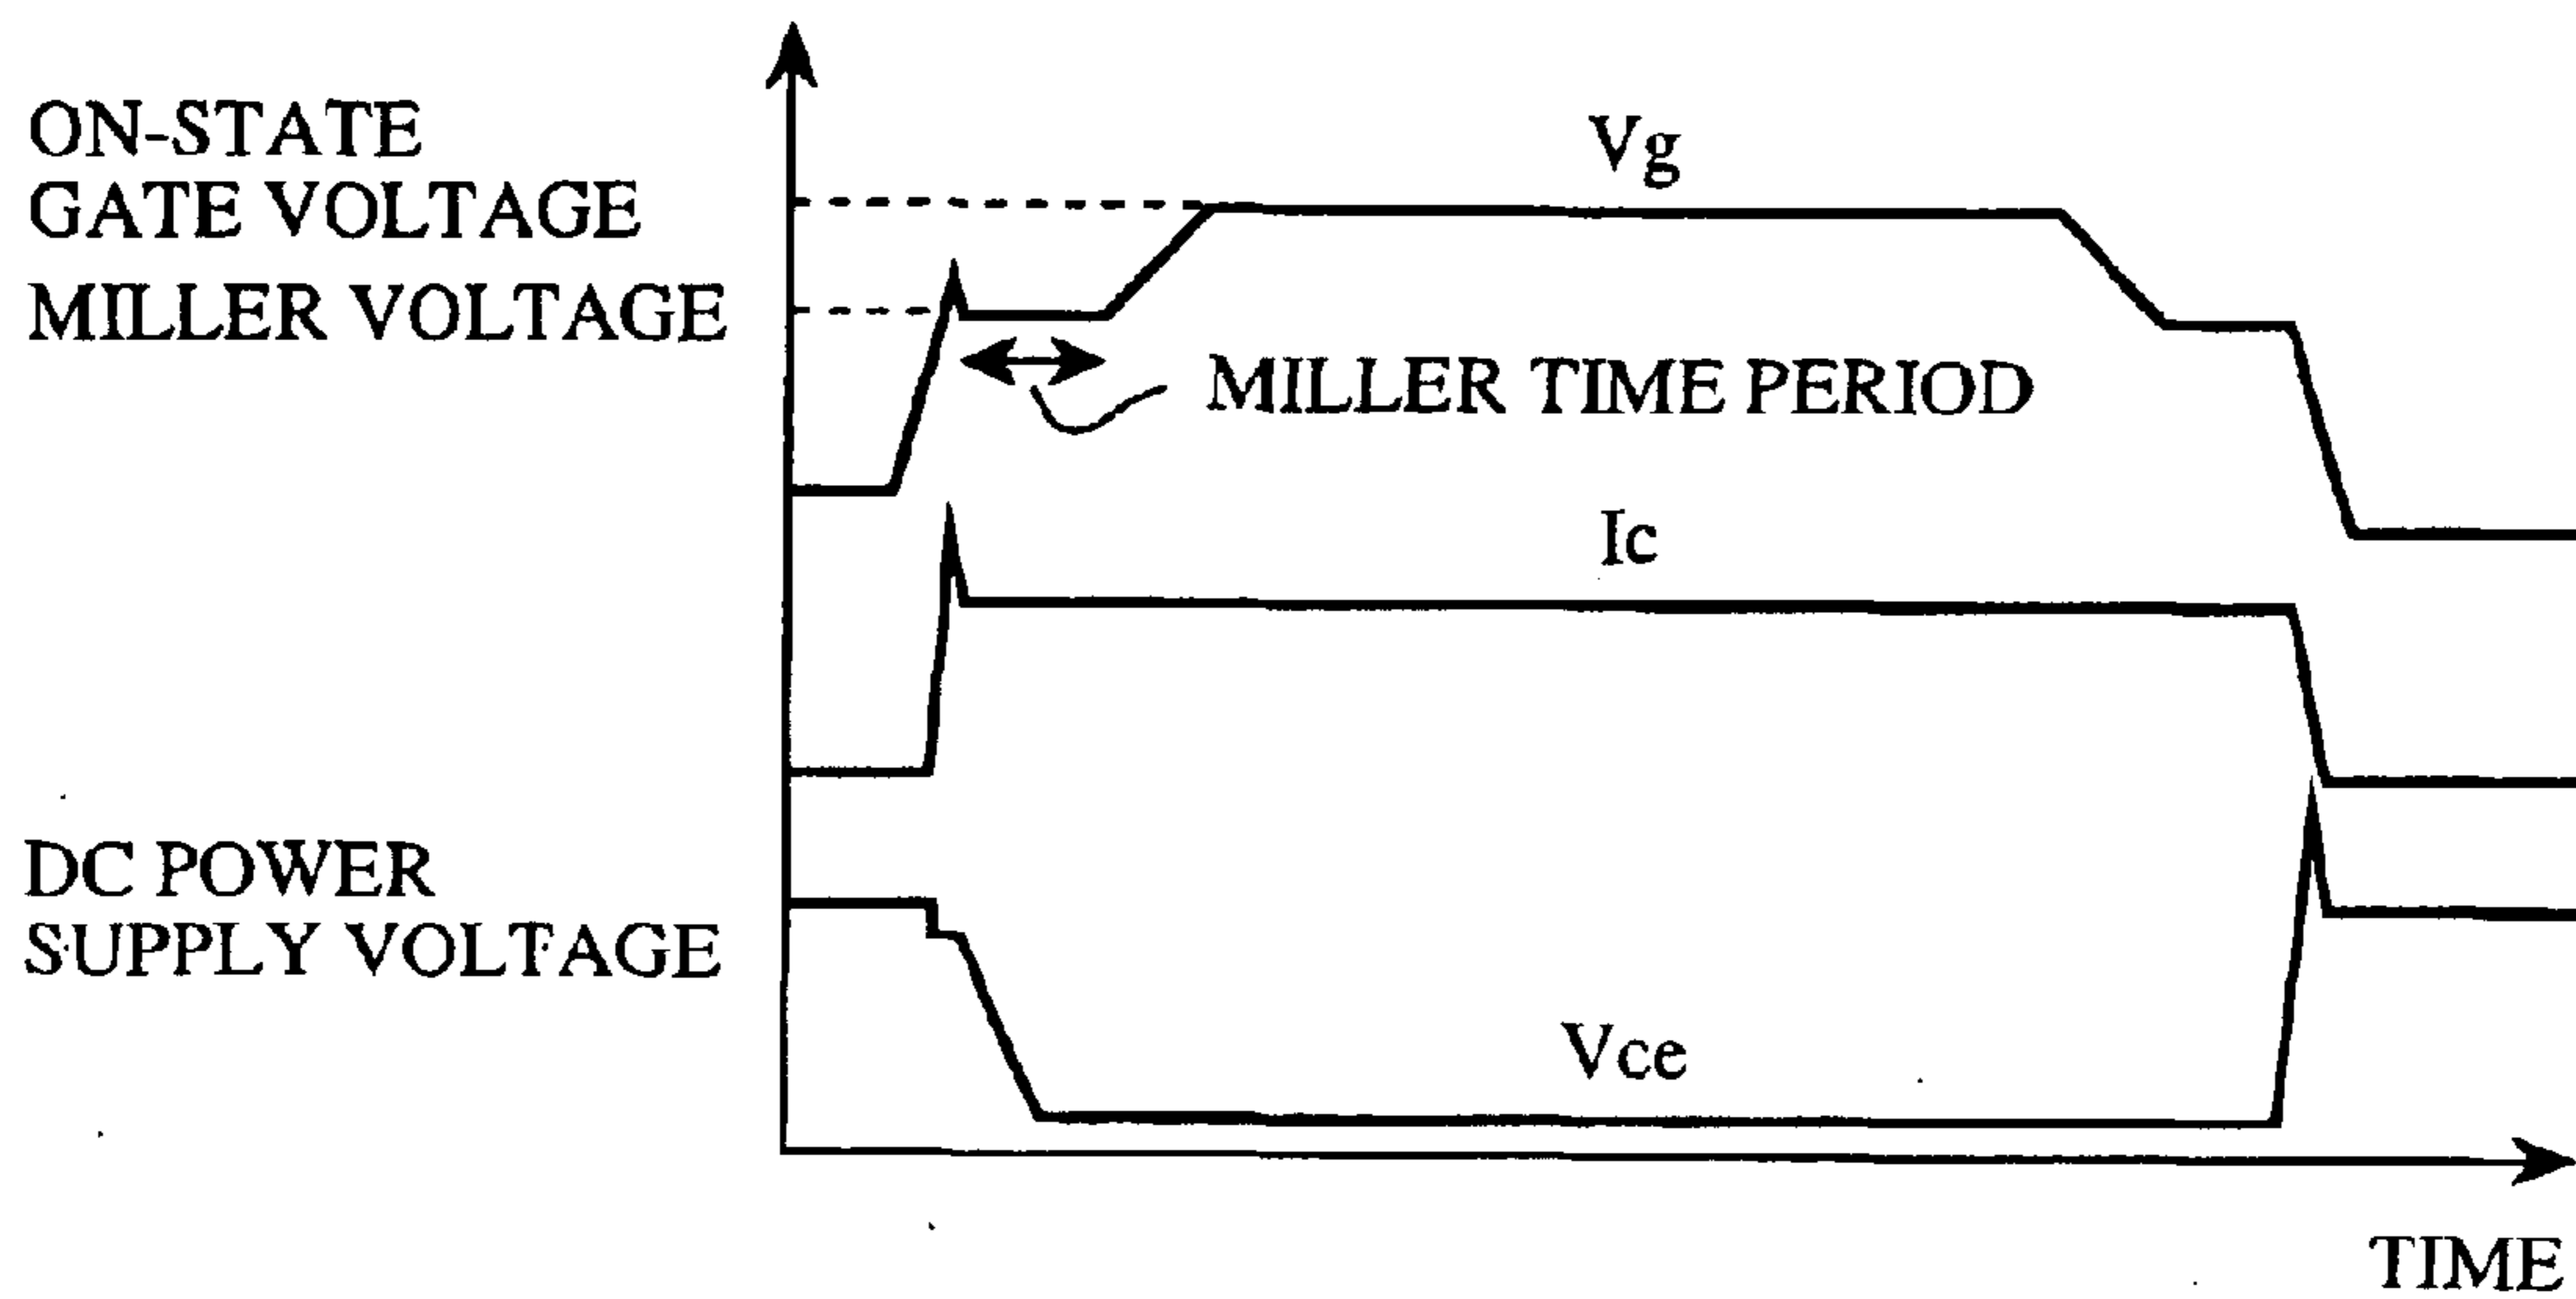 ON-STATE
GATE VOLTAGE
MILLER VOLTAGE
Vg
MILLER TIME PERIOD
Ic
DC POWER
SUPPLY VOLTAGE
Vce
TIME